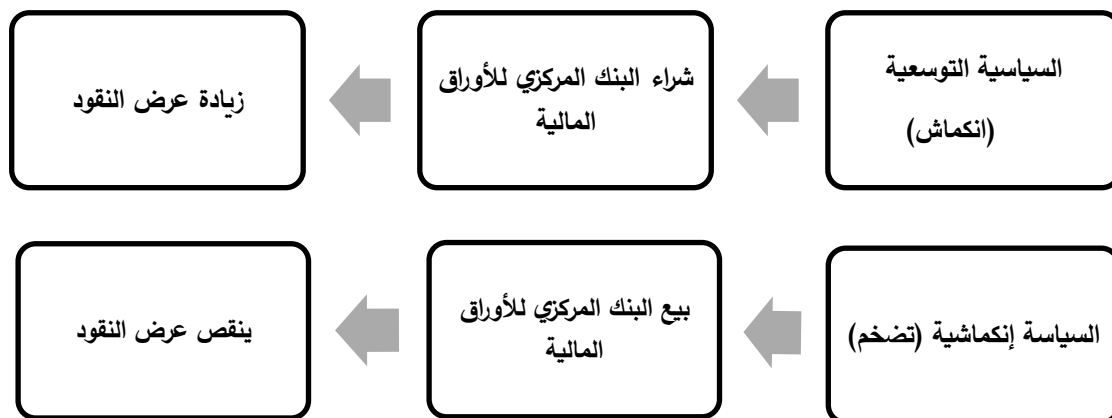 السياسية التوسعية
(انكماش)
شراء البنك المركزي للأوراق
المالية
زيادة عرض النقود
السياسة إنكماشية (تضخم)
بيع البنك المركزي للأوراق
المالية
ينقص عرض النقود